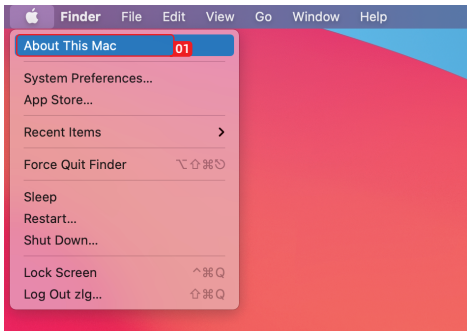 Finder File Edit View Go Window Help
About This Mac 01
System Preferences...
App Store...
Recent Items
Force Quit Finder ⌥⇧⌘⎋
Sleep
Restart...
Shut Down...
Lock Screen ^⌘Q
Log Out zlg... ⇧⌘Q